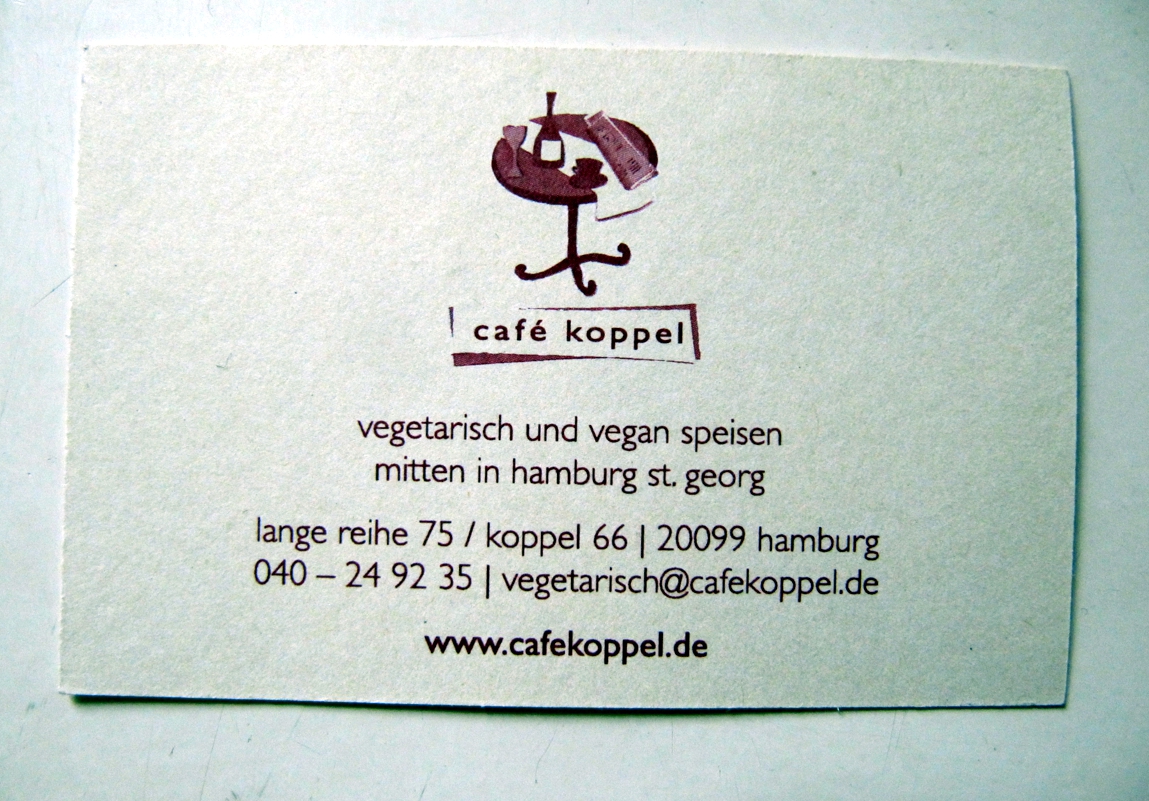 café koppel
vegetarisch und vegan speisen
mitten in hamburg st. georg
lange reihe 75 / koppel 66 | 20099 hamburg
040 – 24 92 35 | vegetarisch@cafekoppel.de
www.cafekoppel.de